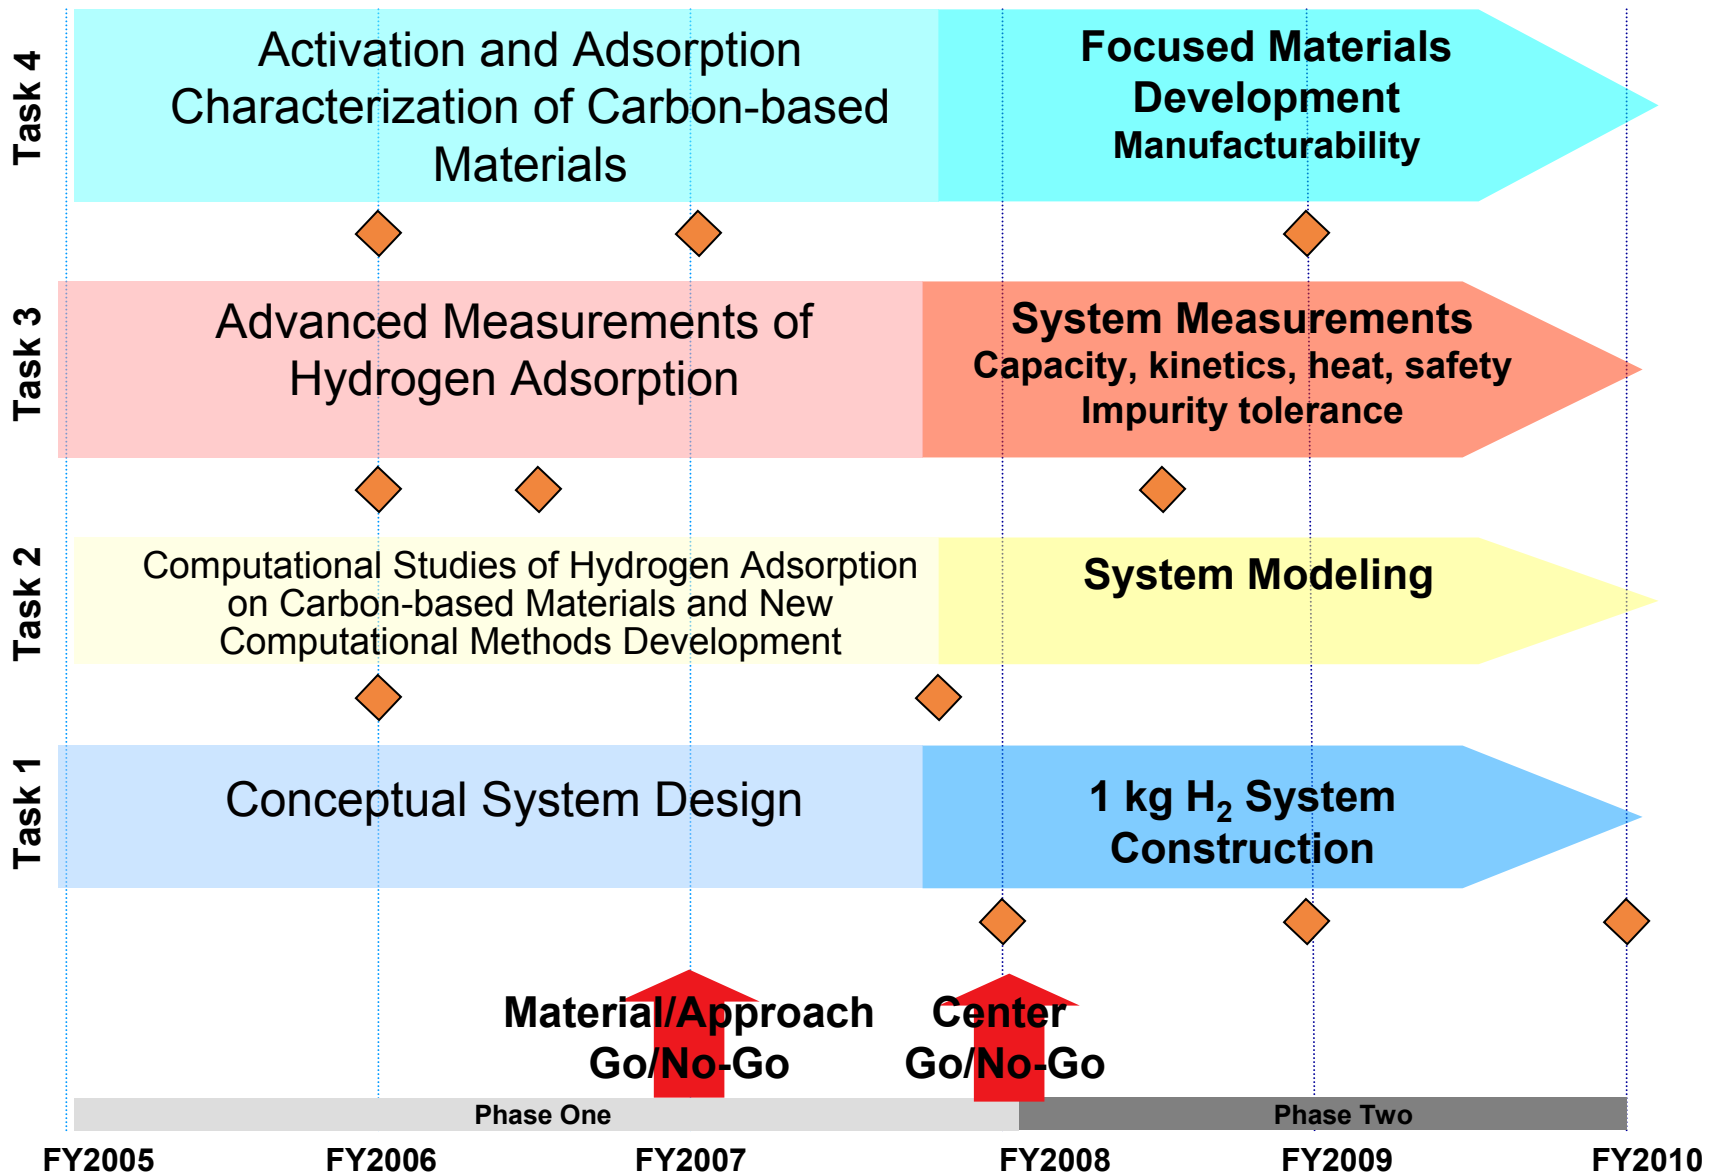 Task 4
Activation and Adsorption
Characterization of Carbon-based
Materials
Focused Materials
Development
Manufacturability
Task 3
Advanced Measurements of
Hydrogen Adsorption
System Measurements
Capacity, kinetics, heat, safety
Impurity tolerance
Task 2
Computational Studies of Hydrogen Adsorption
on Carbon-based Materials and New
Computational Methods Development
System Modeling
Task 1
Conceptual System Design
1 kg H2 System
Construction
Material/Approach
Go/No-Go
Center
Go/No-Go
Phase One
Phase Two
FY2005
FY2006
FY2007
FY2008
FY2009
FY2010